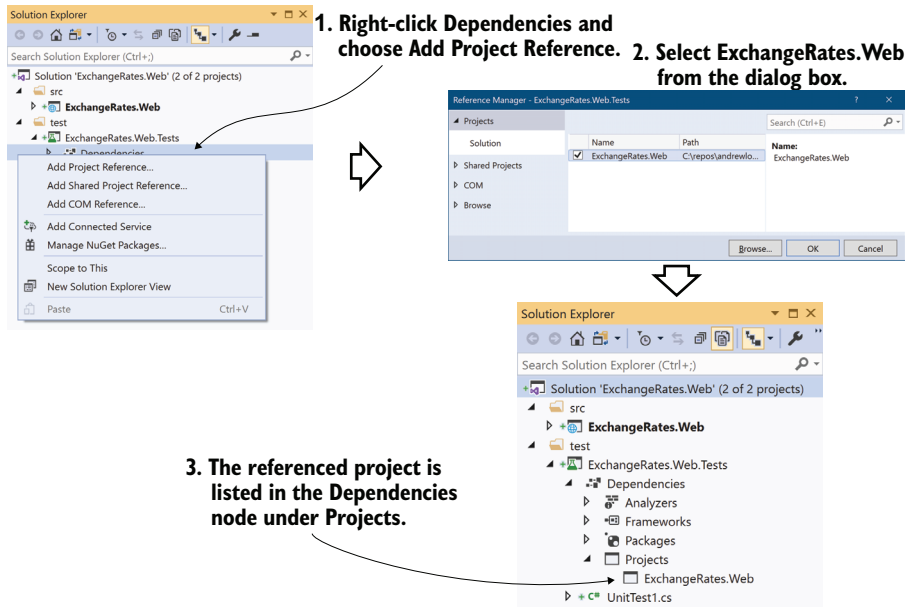 Solution Explorer
Search Solution Explorer (Ctrl+;)
Solution 'ExchangeRates.Web' (2 of 2 projects)
src
ExchangeRates.Web
test
ExchangeRates.Web.Tests
Dependencies
Add Project Reference...
Add Shared Project Reference...
Add COM Reference...
Add Connected Service
Manage NuGet Packages...
Scope to This
New Solution Explorer View
Paste Ctrl+V
1. Right-click Dependencies and
choose Add Project Reference.
2. Select ExchangeRates.Web
from the dialog box.
Reference Manager - ExchangeRates.Web.Tests ? ×
Projects
Solution
Shared Projects
COM
Browse
Search (Ctrl+E)
Name Path
ExchangeRates.Web C:\repos\andrewlo...
Name:
ExchangeRates.Web
Browse... OK Cancel
Solution Explorer
Search Solution Explorer (Ctrl+;)
Solution 'ExchangeRates.Web' (2 of 2 projects)
src
ExchangeRates.Web
test
ExchangeRates.Web.Tests
Dependencies
Analyzers
Frameworks
Packages
Projects
ExchangeRates.Web
C# UnitTest1.cs
3. The referenced project is
listed in the Dependencies
node under Projects.